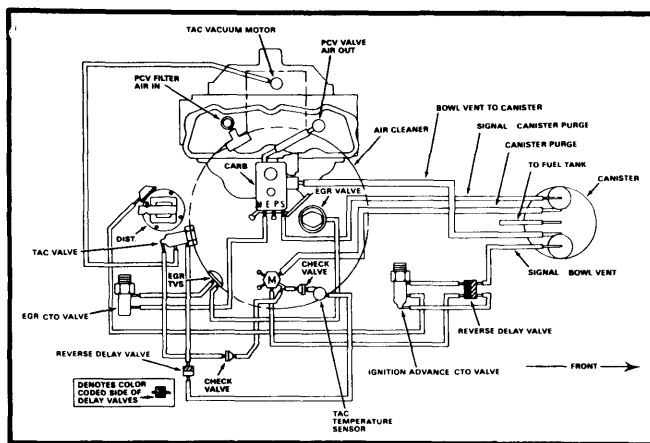 TAC VACUUM MOTOR
PCV VALVE
AIR OUT
PCV FILTER
AIR IN
BOWL VENT TO CANISTER
AIR CLEANER
SIGNAL CANISTER PURGE
CANISTER PURGE
TO FUEL TANK
CANISTER
CARB
M E P S
EGR VALVE
DIST.
TAC VALVE
EGR
TVS
M
CHECK
VALVE
SIGNAL BOWL VENT
EGR CTO VALVE
REVERSE DELAY VALVE
IGNITION ADVANCE CTO VALVE
REVERSE DELAY VALVE
CHECK
VALVE
FRONT
DENOTES COLOR
CODED SIDE OF
DELAY VALVES
TAC
TEMPERATURE
SENSOR